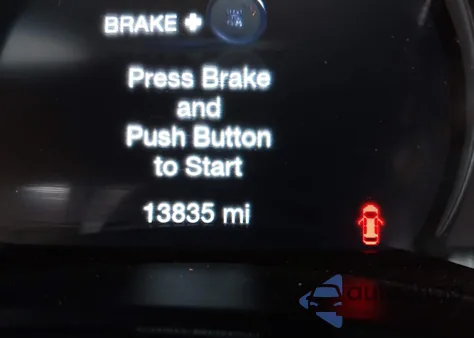 BRAKE +
Press Brake
and
Push Button
to Start
13835 mi